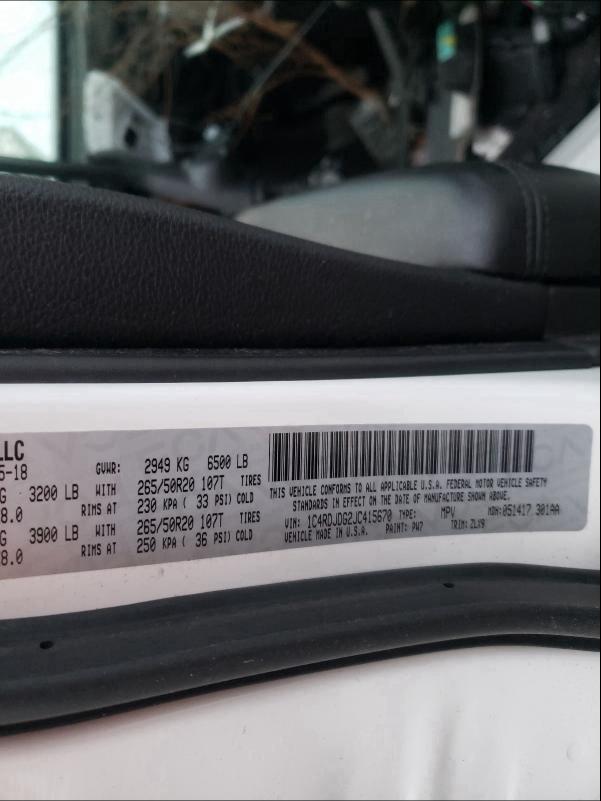 LLC
5-18 GVWR: 2949 KG 6500 LB
G 3200 LB WITH 265/50R20 107T TIRES
8.0 RIMS AT 230 KPA ( 33 PSI) COLD
G 3900 LB WITH 265/50R20 107T TIRES
8.0 RIMS AT 250 KPA ( 36 PSI) COLD
THIS VEHICLE CONFORMS TO ALL APPLICABLE U.S.A. FEDERAL MOTOR VEHICLE SAFETY
STANDARDS IN EFFECT ON THE DATE OF MANUFACTURE SHOWN ABOVE.
VIN: 1C4RDJDG2JC415670 TYPE: MPV MDH: 051417 301AA
VEHICLE MADE IN U.S.A. PAINT: PW7 TRIM: ZLX9